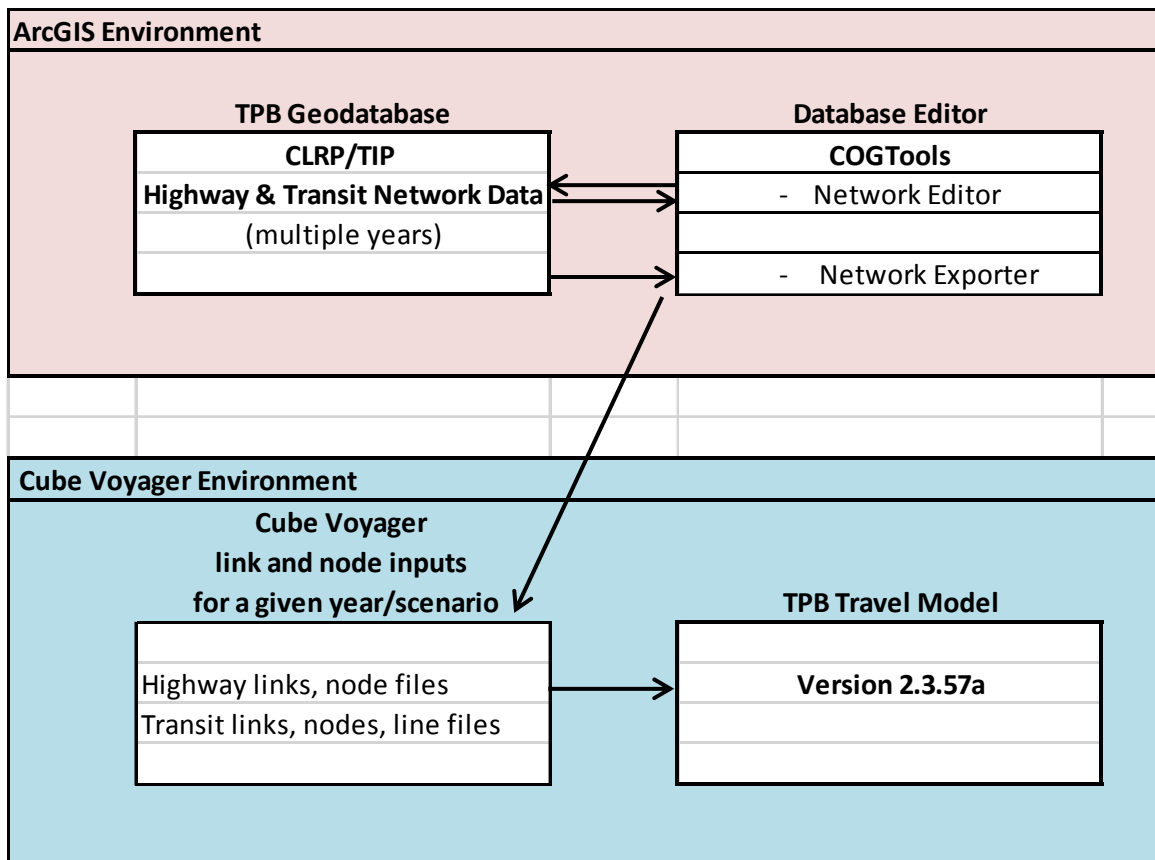 ArcGIS Environment
TPB Geodatabase
CLRP/TIP
Highway & Transit Network Data
(multiple years)
Database Editor
COGTools
- Network Editor
- Network Exporter
Cube Voyager Environment
Cube Voyager
link and node inputs
for a given year/scenario
Highway links, node files
Transit links, nodes, line files
TPB Travel Model
Version 2.3.57a